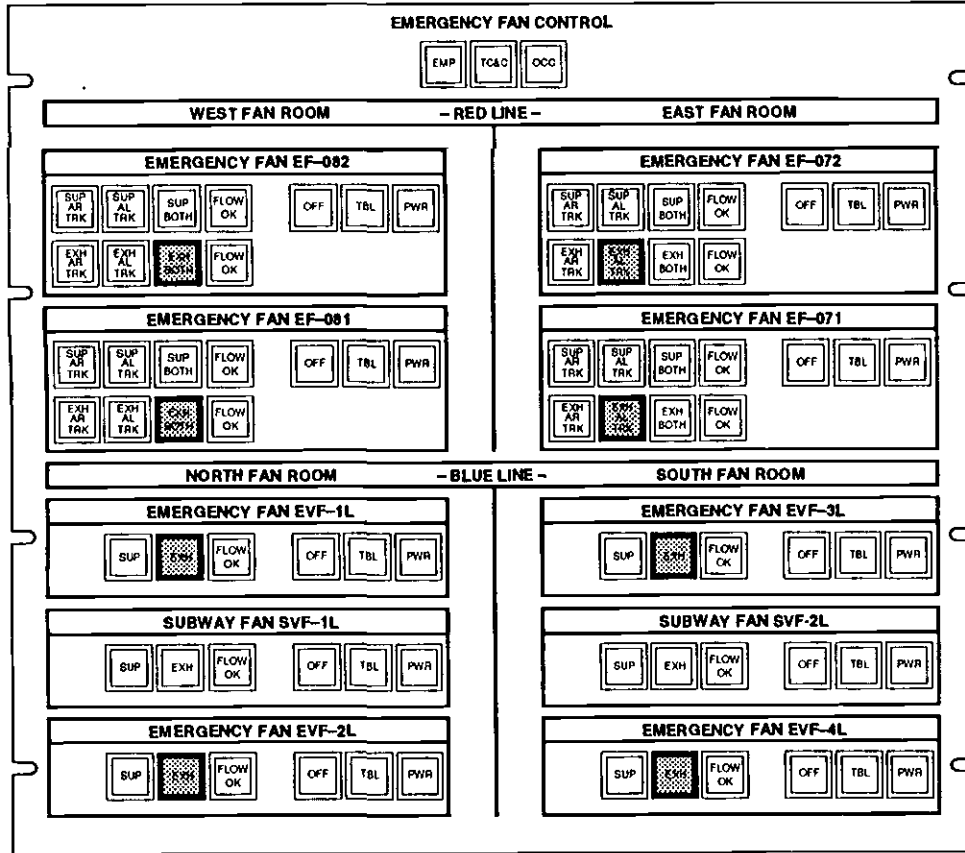 EMERGENCY FAN CONTROL
EMP TC&C OCC
WEST FAN ROOM – RED LINE – EAST FAN ROOM
EMERGENCY FAN EF–082
SUP AR TRK SUP AL TRK SUP BOTH FLOW OK OFF TBL PWR
EXH AR TRK EXH AL TRK EXH BOTH FLOW OK
EMERGENCY FAN EF–072
SUP AR TRK SUP AL TRK SUP BOTH FLOW OK OFF TBL PWR
EXH AR TRK EXH AL TRK EXH BOTH FLOW OK
EMERGENCY FAN EF–081
SUP AR TRK SUP AL TRK SUP BOTH FLOW OK OFF TBL PWR
EXH AR TRK EXH AL TRK EXH BOTH FLOW OK
EMERGENCY FAN EF–071
SUP AR TRK SUP AL TRK SUP BOTH FLOW OK OFF TBL PWR
EXH AR TRK EXH AL TRK EXH BOTH FLOW OK
NORTH FAN ROOM – BLUE LINE – SOUTH FAN ROOM
EMERGENCY FAN EVF–1L
SUP EXH FLOW OK OFF TBL PWR
EMERGENCY FAN EVF–3L
SUP EXH FLOW OK OFF TBL PWR
SUBWAY FAN SVF–1L
SUP EXH FLOW OK OFF TBL PWR
SUBWAY FAN SVF-2L
SUP EXH FLOW OK OFF TBL PWR
EMERGENCY FAN EVF–2L
SUP EXH FLOW OK OFF TBL PWR
EMERGENCY FAN EVF–4L
SUP EXH FLOW OK OFF TBL PWR